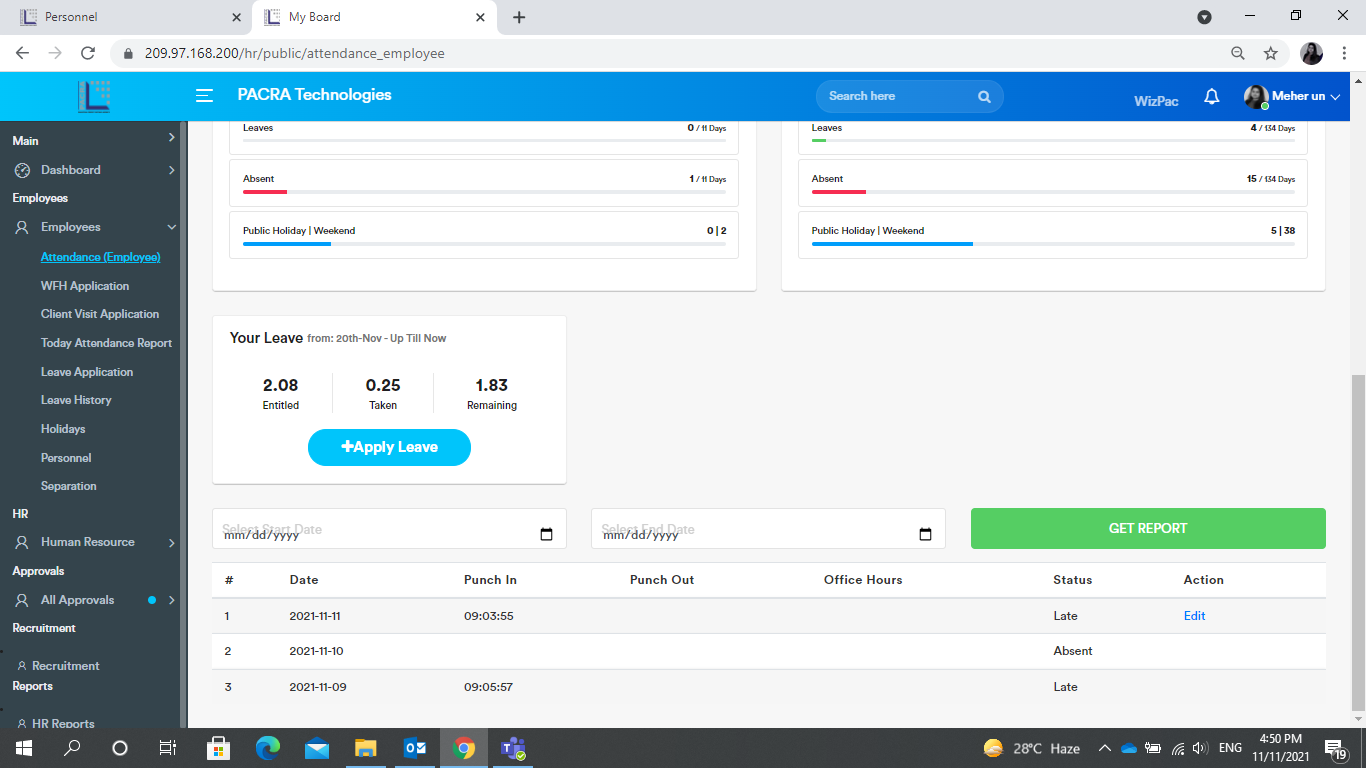 Personnel
My Board
209.97.168.200/hr/public/attendance_employee
PACRA Technologies
Search here
WizPac
Meher un
Main
Dashboard
Employees
Employees
Attendance (Employee)
WFH Application
Client Visit Application
Today Attendance Report
Leave Application
Leave History
Holidays
Personnel
Separation
HR
Human Resource
Approvals
All Approvals
Recruitment
Recruitment
Reports
HR Reports
Leaves 0 / 11 Days
Absent 1 / 11 Days
Public Holiday | Weekend 0 | 2
Leaves 4 / 134 Days
Absent 15 / 134 Days
Public Holiday | Weekend 5 | 38
Your Leave from: 20th-Nov - Up Till Now
2.08 0.25 1.83
Entitled Taken Remaining
+Apply Leave
Select Start Date
mm/dd/yyyy
Select End Date
mm/dd/yyyy
GET REPORT
# Date Punch In Punch Out Office Hours Status Action
1 2021-11-11 09:03:55 Late Edit
2 2021-11-10 Absent
3 2021-11-09 09:05:57 Late
28°C Haze
ENG
4:50 PM
11/11/2021
19